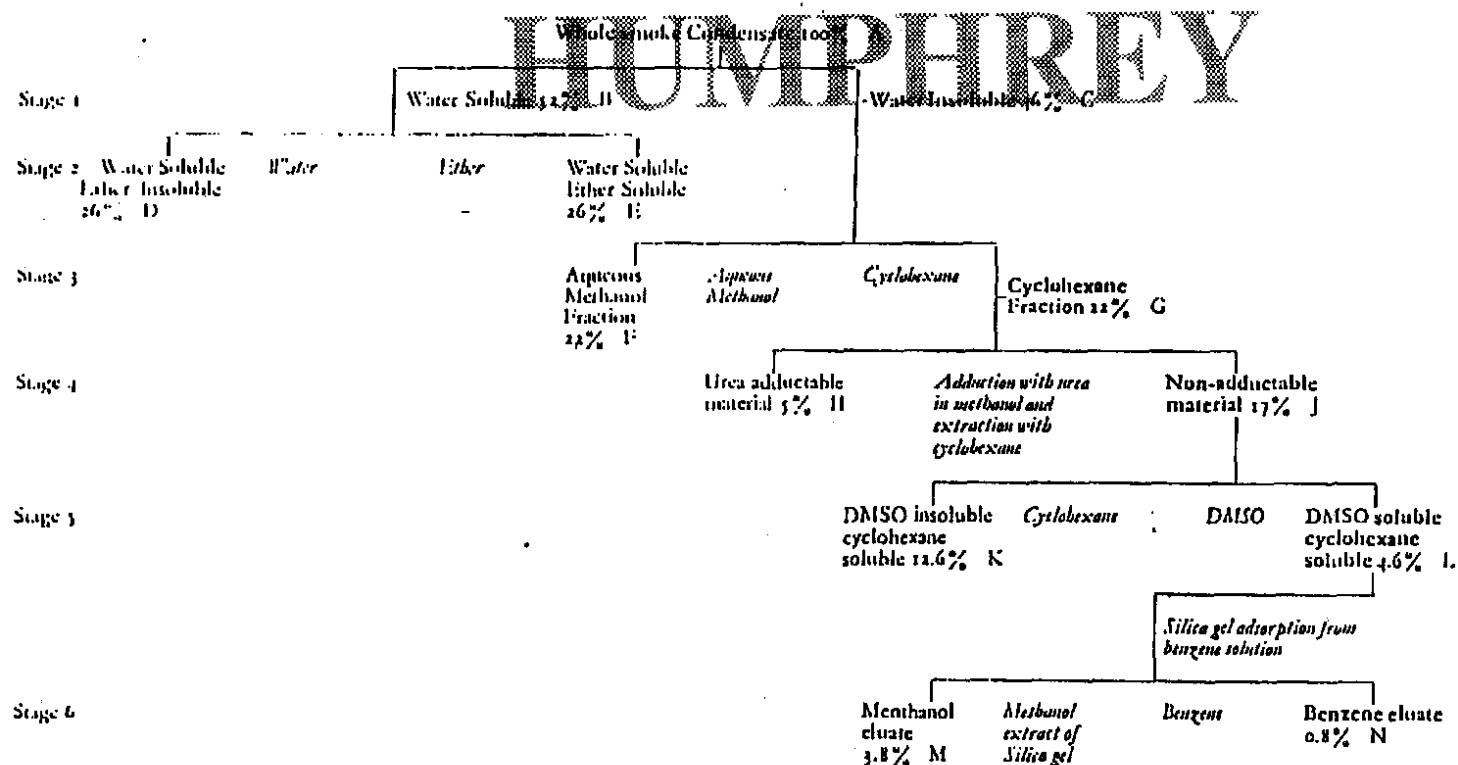 HUMPHREY
Whole smoke Condensate 100% A
Stage 1
Water Soluble 52% B
Water Insoluble 46% C
Stage 2
Water Soluble
Ether Insoluble
26% D
Water
Ether
Water Soluble
Ether Soluble
26% E
Stage 3
Aqueous
Methanol
Fraction
22% F
Aqueous
Methanol
Cyclohexane
Cyclohexane
Fraction 22% G
Stage 4
Urea adductable
material 5% H
Adduction with urea
in methanol and
extraction with
cyclohexane
Non-adductable
material 17% J
Stage 5
DMSO insoluble
cyclohexane
soluble 12.6% K
Cyclohexane
DMSO
DMSO soluble
cyclohexane
soluble 4.6% L
Silica gel adsorption from
benzene solution
Stage 6
Menthanol
eluate
3.8% M
Methanol
extract of
Silica gel
Benzene
Benzene eluate
0.8% N